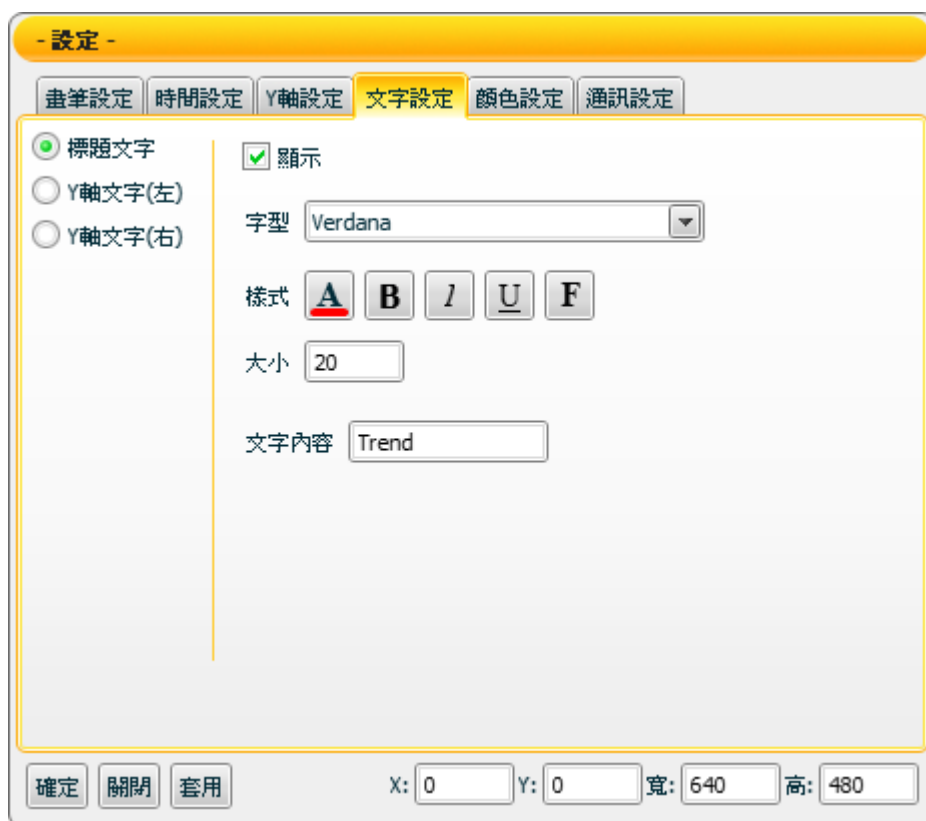 - 設定 -
畫筆設定 時間設定 Y軸設定 文字設定 顏色設定 通訊設定
標題文字
Y軸文字(左)
Y軸文字(右)
顯示
字型 Verdana
樣式 A B I U F
大小 20
文字內容 Trend
確定 關閉 套用 X: 0 Y: 0 寬: 640 高: 480